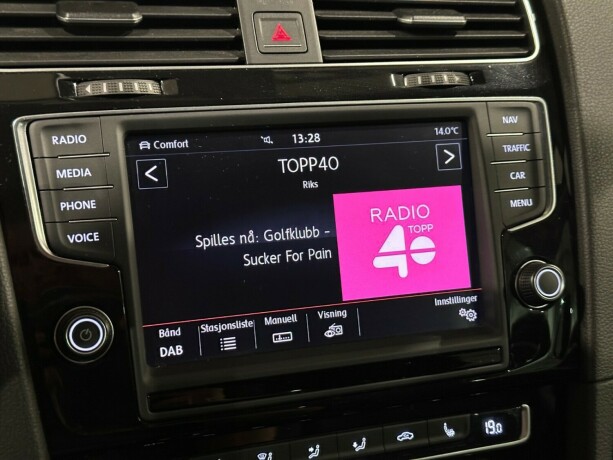 RADIO
MEDIA
PHONE
VOICE
Comfort
13:28
14.0°C
TOPP40
Riks
Spilles nå: Golfklubb –
Sucker For Pain
RADIO
TOPP
40
Bånd
DAB
Stasjonsliste
Manuell
Visning
Innstillinger
NAV
TRAFFIC
CAR
MENU
19.0